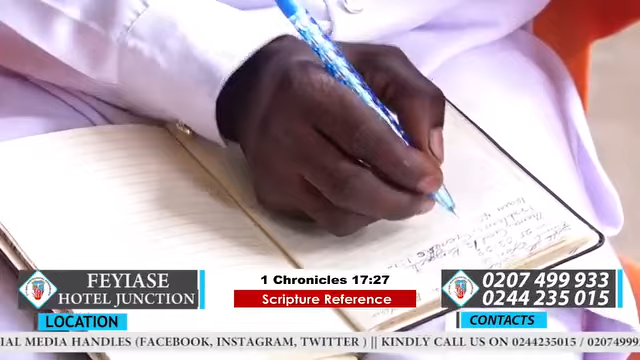 FEYIASE
HOTEL JUNCTION
LOCATION
1 Chronicles 17:27
Scripture Reference
0207 499 933
0244 235 015
CONTACTS
IAL MEDIA HANDLES (FACEBOOK, INSTAGRAM, TWITTER ) || KINDLY CALL US ON 0244235015 / 02074999